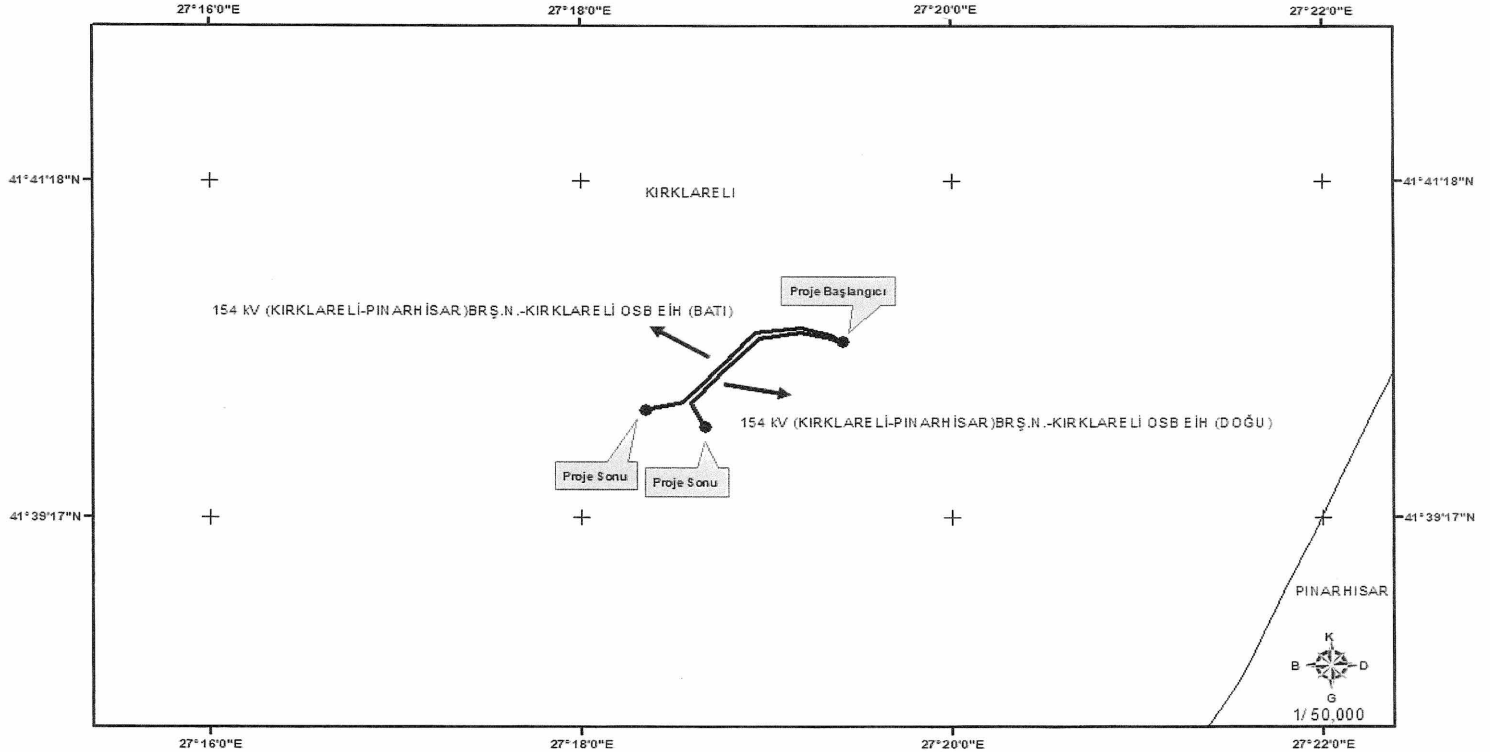 27°16'0"E
27°18'0"E
27°20'0"E
27°22'0"E
41°41'18"N
41°41'18"N
KIRKLARELI
Proje Başlangıcı
154 kV (KIRKLARELİ-PINARHİSAR)BRŞ.N.-KIRKLARELİ OSB EİH (BATI)
154 kV (KIRKLARELİ-PINARHİSAR)BRŞ.N.-KIRKLARELİ OSB EİH (DOĞU)
Proje Sonu
Proje Sonu
41°39'17"N
41°39'17"N
PINARHISAR
K
B
D
G
1/50,000
27°16'0"E
27°18'0"E
27°20'0"E
27°22'0"E